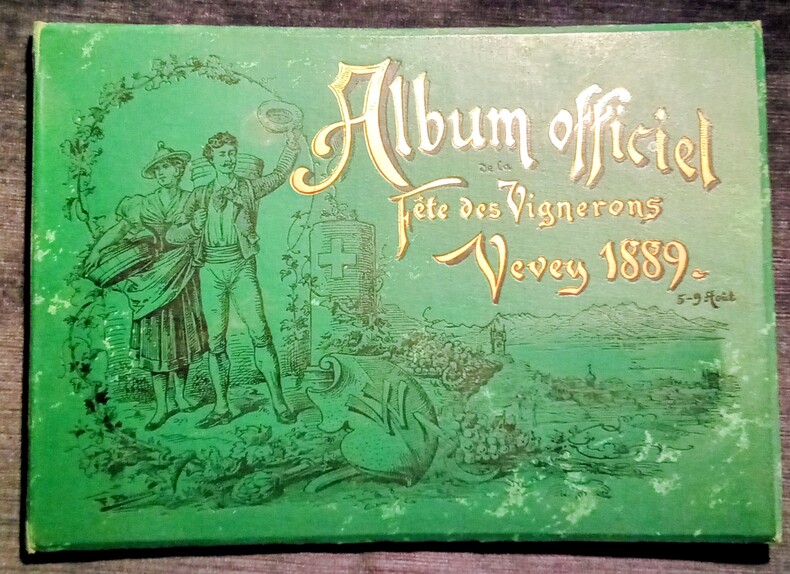 Album officiel
de la
Fête des Vignerons
Vevey 1889.
5-9 Août